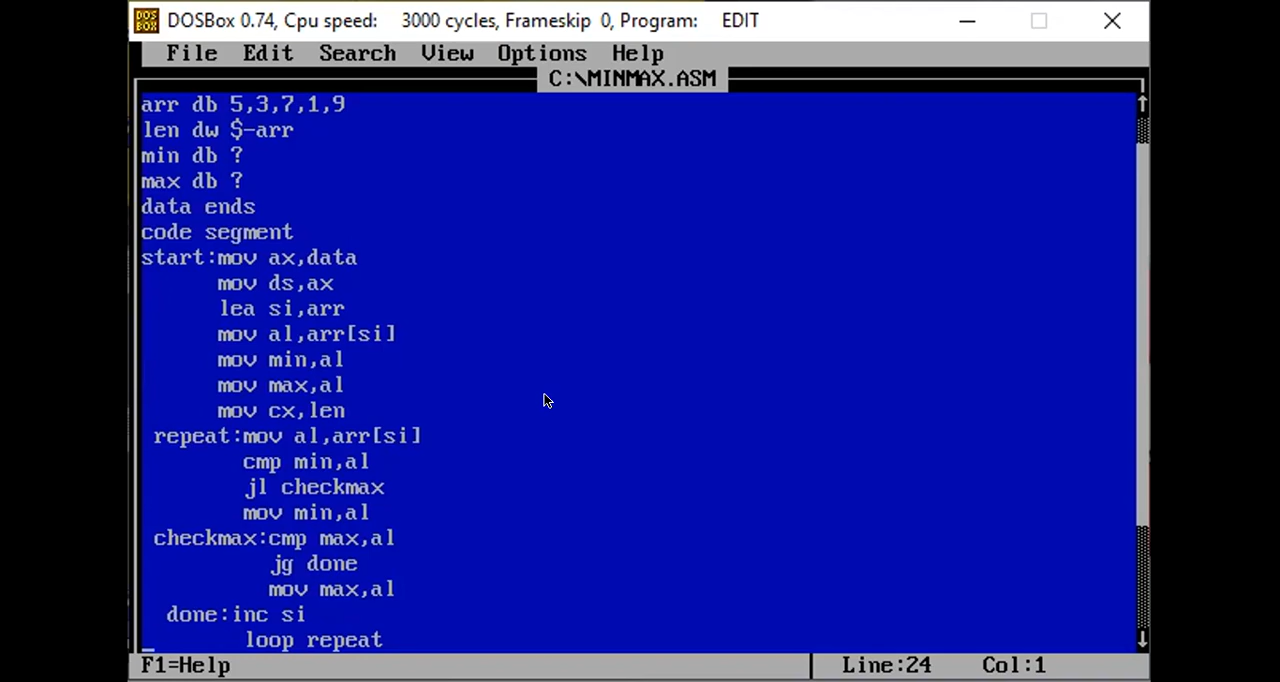 DOSBox 0.74, Cpu speed: 3000 cycles, Frameskip 0, Program: EDIT
File Edit Search View Options Help
C:\MINMAX.ASM
arr db 5,3,7,1,9
len dw $-arr
min db ?
max db ?
data ends
code segment
start:mov ax,data
mov ds,ax
lea si,arr
mov al,arr[si]
mov min,al
mov max,al
mov cx,len
repeat:mov al,arr[si]
cmp min,al
jl checkmax
mov min,al
checkmax:cmp max,al
jg done
mov max,al
done:inc si
loop repeat
F1=Help Line:24 Col:1